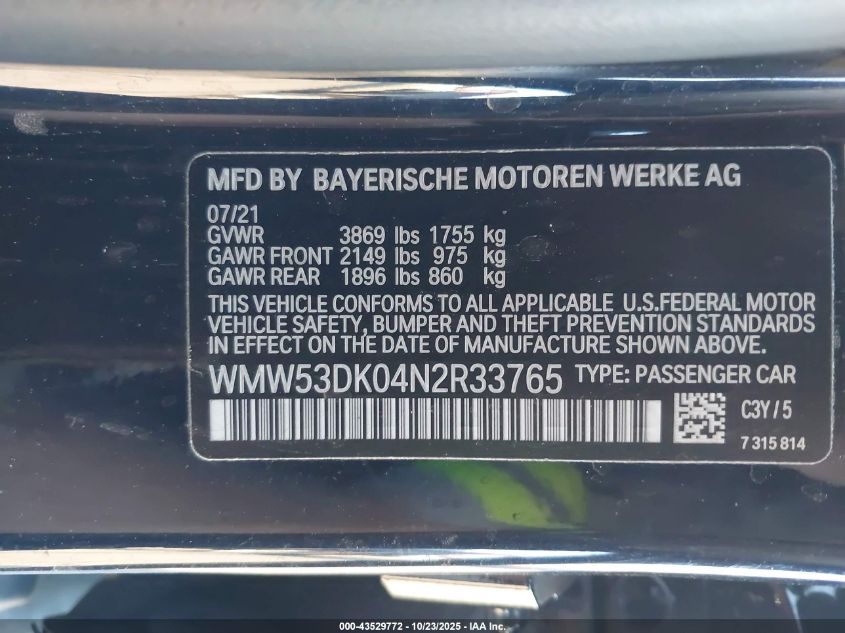 MFD BY BAYERISCHE MOTOREN WERKE AG
07/21
GVWR 3869 lbs 1755 kg
GAWR FRONT 2149 lbs 975 kg
GAWR REAR 1896 lbs 860 kg
THIS VEHICLE CONFORMS TO ALL APPLICABLE U.S.FEDERAL MOTOR
VEHICLE SAFETY, BUMPER AND THEFT PREVENTION STANDARDS
IN EFFECT ON THE DATE OF MANUFACTURE SHOWN ABOVE.
WMW53DK04N2R33765 TYPE: PASSENGER CAR
C3Y/5
7 315 814
000-43529772 - 10/23/2025 - IAAI.com